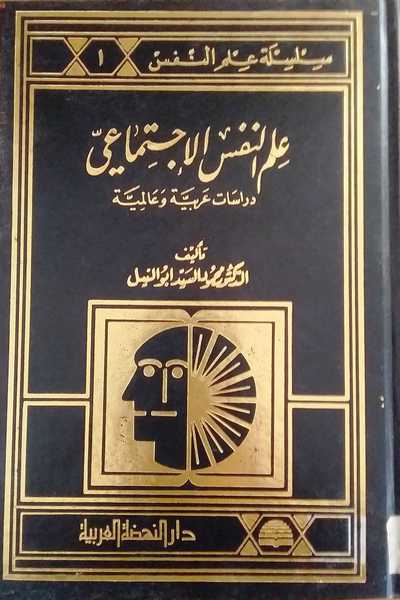 سلسلة علم النفس ١
علم النفس الاجتماعي
دراسات عربية وعالمية
تأليف
الدكتور محمود السيد أبو النيل
دار النهضة العربية